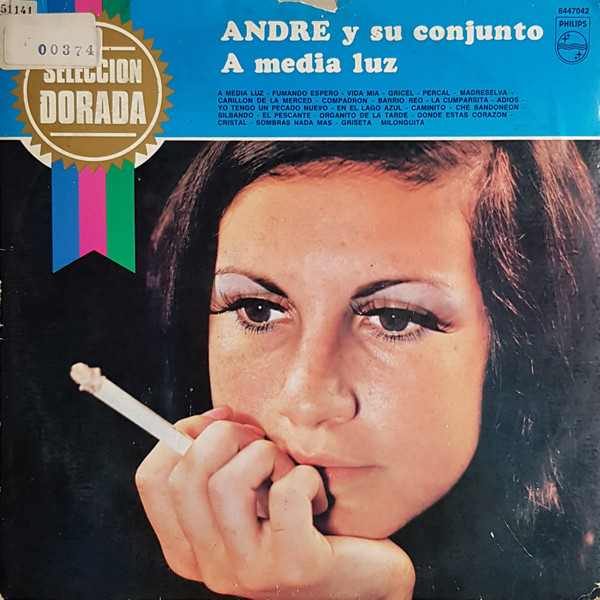 51141
00374
SELECCION
DORADA
ANDRE y su conjunto
A media luz
6447042
PHILIPS
A MEDIA LUZ - FUMANDO ESPERO - VIDA MIA - GRICEL - PERCAL - MADRESELVA -
CARILLON DE LA MERCED - COMPADRON - BARRIO REO - LA CUMPARSITA - ADIOS -
YO TENGO UN PECADO NUEVO - EN EL LAGO AZUL - CAMINITO - CHE BANDONEON
SILBANDO - EL PESCANTE - ORGANITO DE LA TARDE - DONDE ESTAS CORAZON -
CRISTAL - SOMBRAS NADA MAS - GRISETA - MILONGUITA